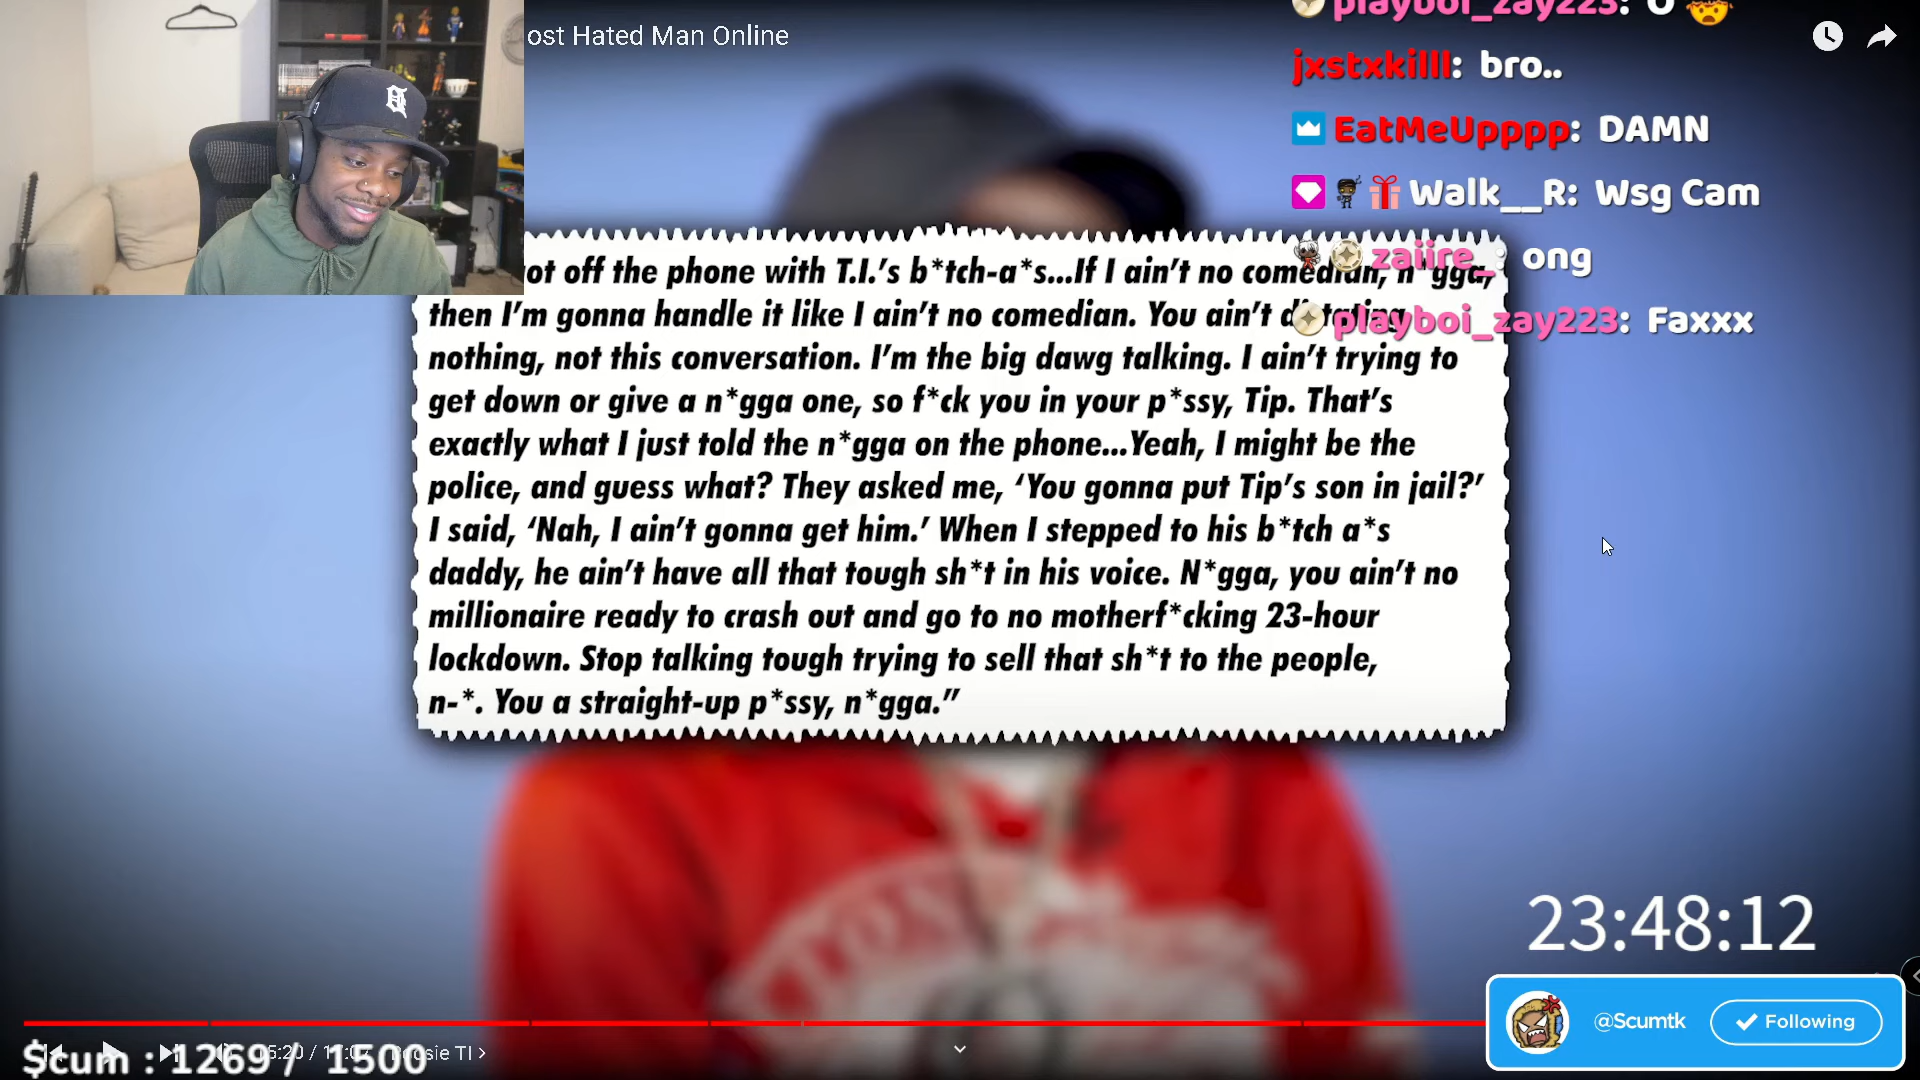 ost Hated Man Online
playboi_zay223: O
jxstxkilll: bro..
EatMeUpppp: DAMN
Walk__R: Wsg Cam
zaiire_: ong
playboi_zay223: Faxxx
ot off the phone with T.I.’s b*tch-a*s...If I ain’t no comedian, n*gga,
then I’m gonna handle it like I ain’t no comedian. You ain’t dictating
nothing, not this conversation. I’m the big dawg talking. I ain’t trying to
get down or give a n*gga one, so f*ck you in your p*ssy, Tip. That’s
exactly what I just told the n*gga on the phone...Yeah, I might be the
police, and guess what? They asked me, ‘You gonna put Tip’s son in jail?’
I said, ‘Nah, I ain’t gonna get him.’ When I stepped to his b*tch a*s
daddy, he ain’t have all that tough sh*t in his voice. N*gga, you ain’t no
millionaire ready to crash out and go to no motherf*cking 23-hour
lockdown. Stop talking tough trying to sell that sh*t to the people,
n-*. You a straight-up p*ssy, n*gga.”
23:48:12
@Scumtk Following
$cum : 1269 / 1500